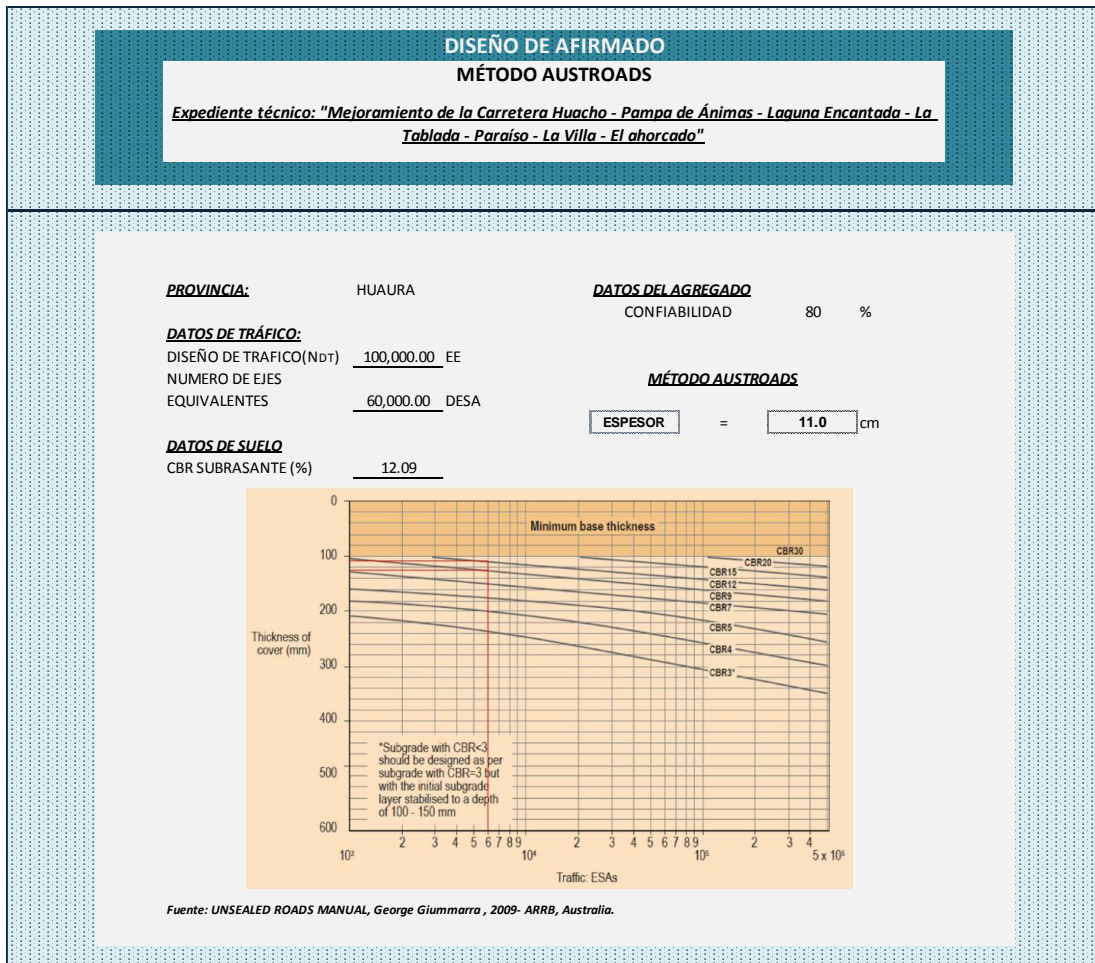 DISEÑO DE AFIRMADO
MÉTODO AUSTROADS
Expediente técnico: "Mejoramiento de la Carretera Huacho - Pampa de Ánimas - Laguna Encantada - La
Tablada - Paraíso - La Villa - El ahorcado"
PROVINCIA: HUAURA
DATOS DEL AGREGADO
CONFIABILIDAD 80 %
DATOS DE TRÁFICO:
DISEÑO DE TRAFICO(NDT) 100,000.00 EE
NUMERO DE EJES
EQUIVALENTES 60,000.00 DESA
MÉTODO AUSTROADS
ESPESOR = 11.0 cm
DATOS DE SUELO
CBR SUBRASANTE (%) 12.09
0
Minimum base thickness
100
CBR30
CBR20
CBR15
CBR12
CBR9
200
CBR7
CBR5
Thickness of
cover (mm)
CBR4
300
CBR3*
400
*Subgrade with CBR<3
should be designed as per
subgrade with CBR=3 but
with the initial subgrade
layer stabilised to a depth
of 100 - 150 mm
500
600
2 3 4 5 6 7 8 9 2 3 4 5 6 7 8 9 2 3 4
10³ 10⁴ 10⁵ 5 x 10⁵
Traffic: ESAs
Fuente: UNSEALED ROADS MANUAL, George Giummarra , 2009- ARRB, Australia.